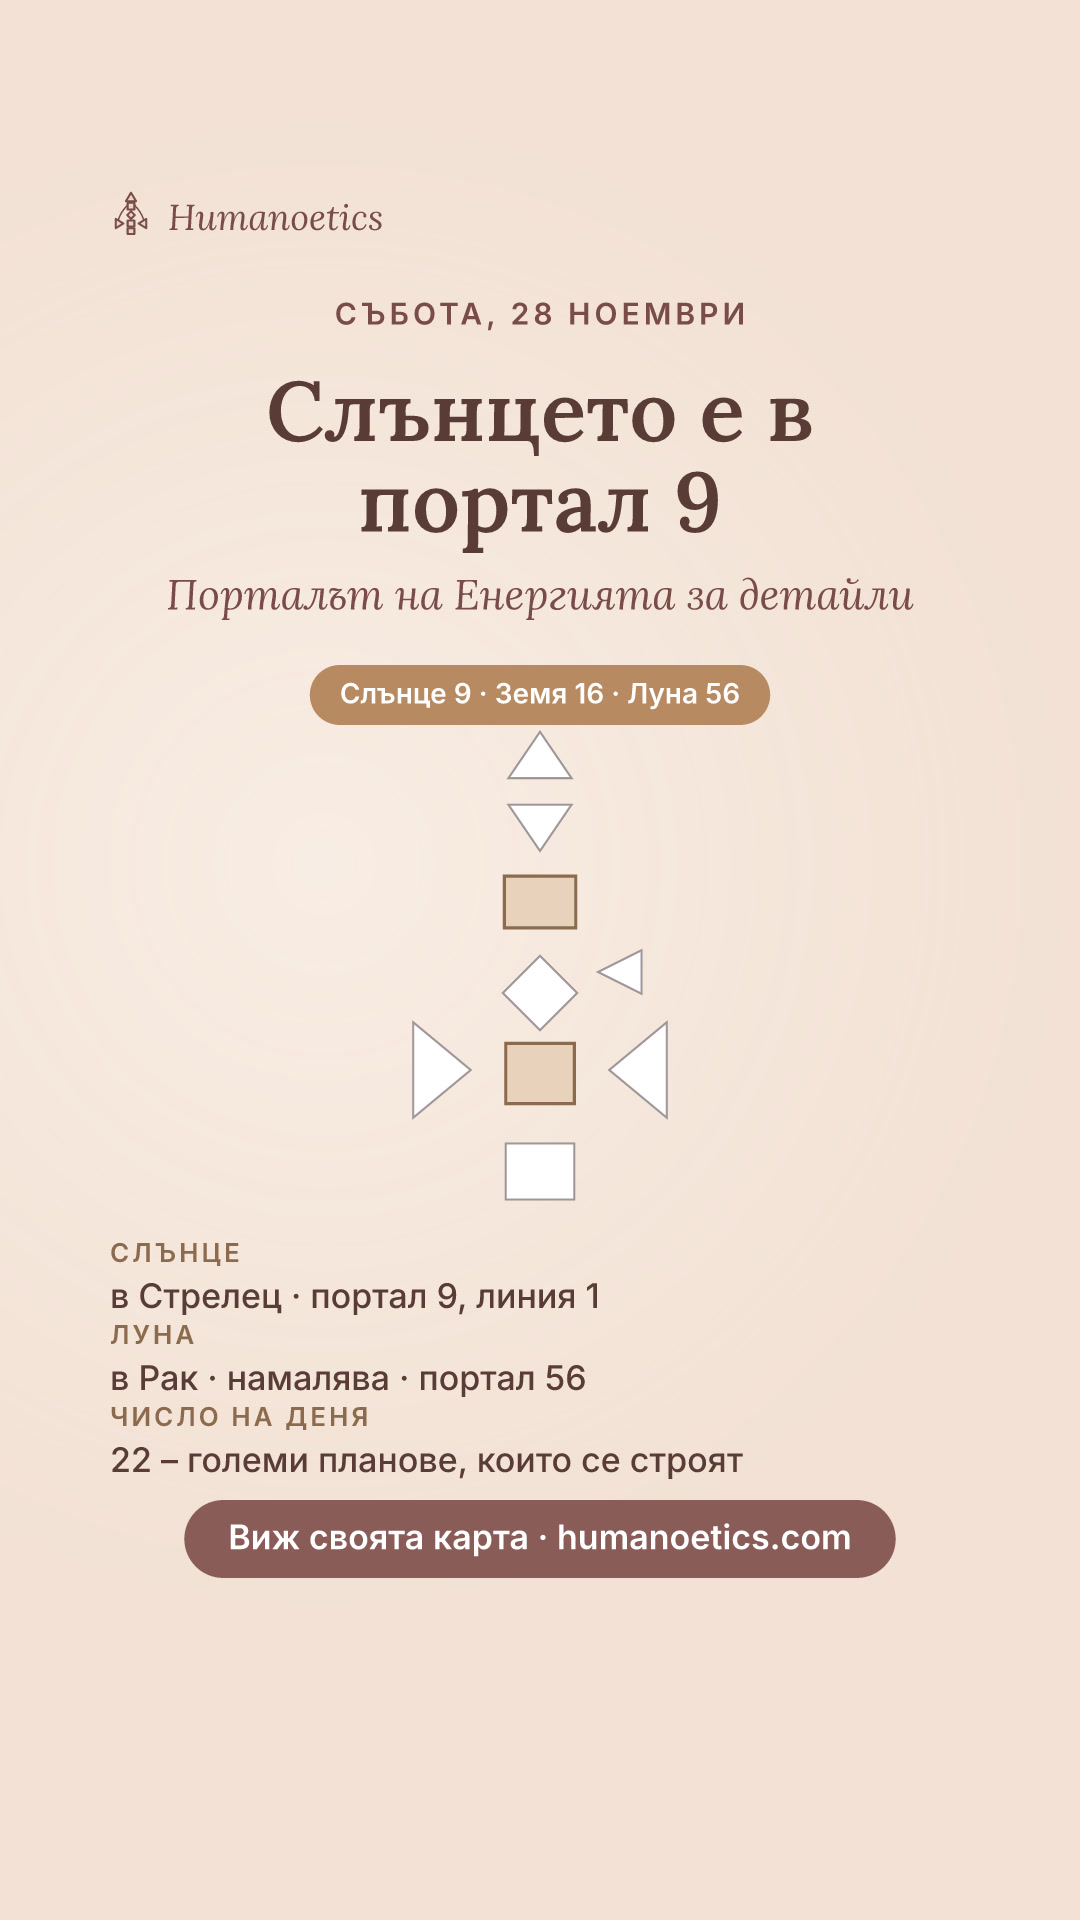 Humanoetics
СЪБОТА, 28 НОЕМВРИ
Слънцето е в
портал 9
Порталът на Енергията за детайли
Слънце 9 · Земя 16 · Луна 56
СЛЪНЦЕ
в Стрелец · портал 9, линия 1
ЛУНА
в Рак · намалява · портал 56
ЧИСЛО НА ДЕНЯ
22 – големи планове, които се строят
Виж своята карта · humanoetics.com